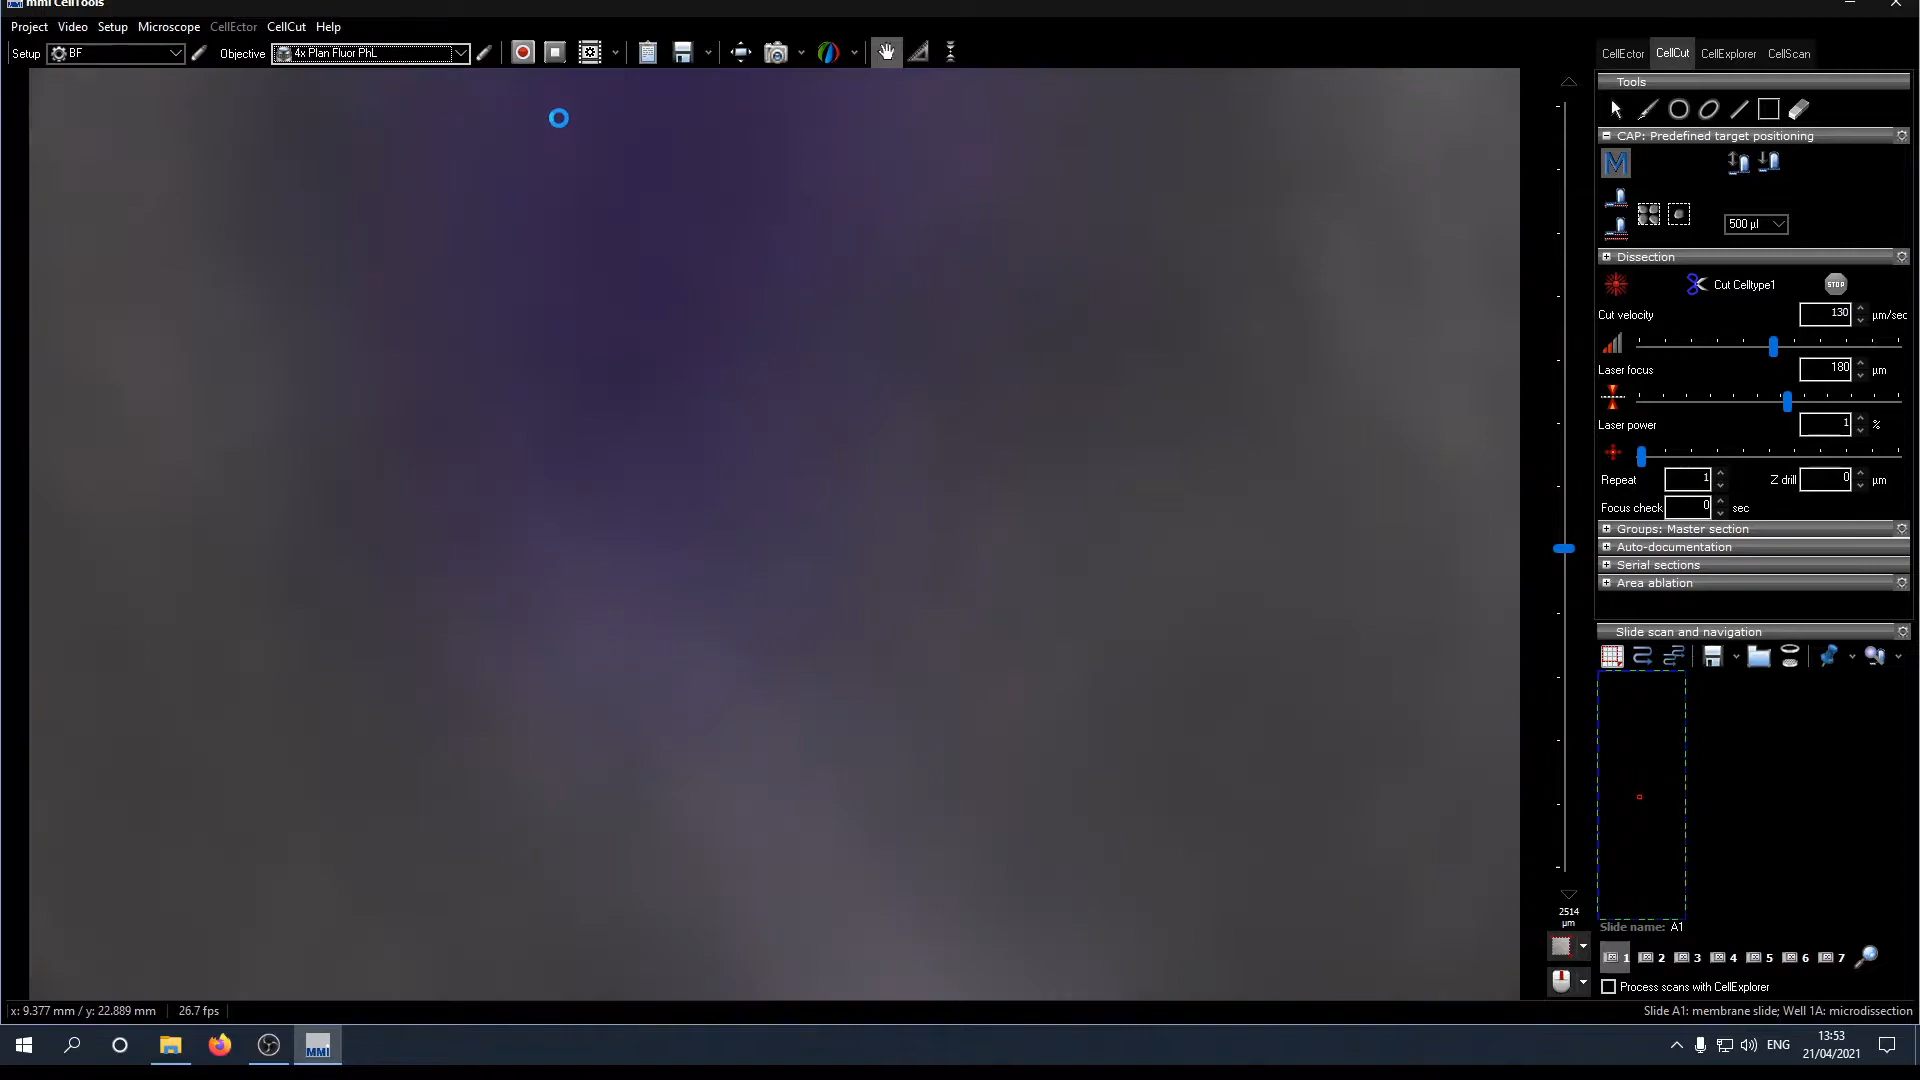 mmi CellTools
Project Video Setup Microscope CellEctor CellCut Help
Setup BF Objective 4x Plan Fluor PhL
CellEctor CellCut CellExplorer CellScan
Tools
CAP: Predefined target positioning
M
500 µl
Dissection
Cut Celltype1 STOP
Cut velocity 130 µm/sec
Laser focus 180 µm
Laser power 1 %
Repeat 1 Z drill 0 µm
Focus check 0 sec
Groups: Master section
Auto-documentation
Serial sections
Area ablation
Slide scan and navigation
2514
µm
Slide name: A1
1 2 3 4 5 6 7
Process scans with CellExplorer
x: 9.377 mm / y: 22.889 mm 26.7 fps
Slide A1: membrane slide; Well 1A: microdissection
MMI
ENG
13:53
21/04/2021